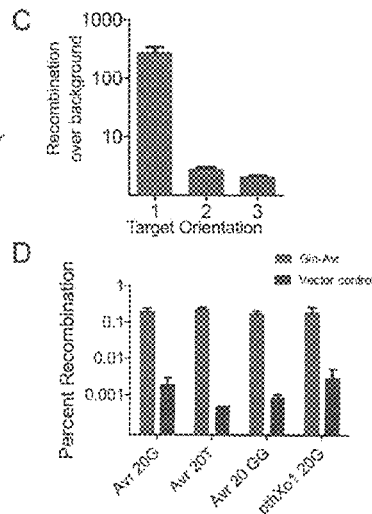 C
Recombination
over background
1000
100
10
1
2
3
Target Orientation
D
Gin-Avr
Vector control
Percent Recombination
1
0.1
0.01
0.001
Avr 20G
Avr 20T
Avr 20 GG
20G